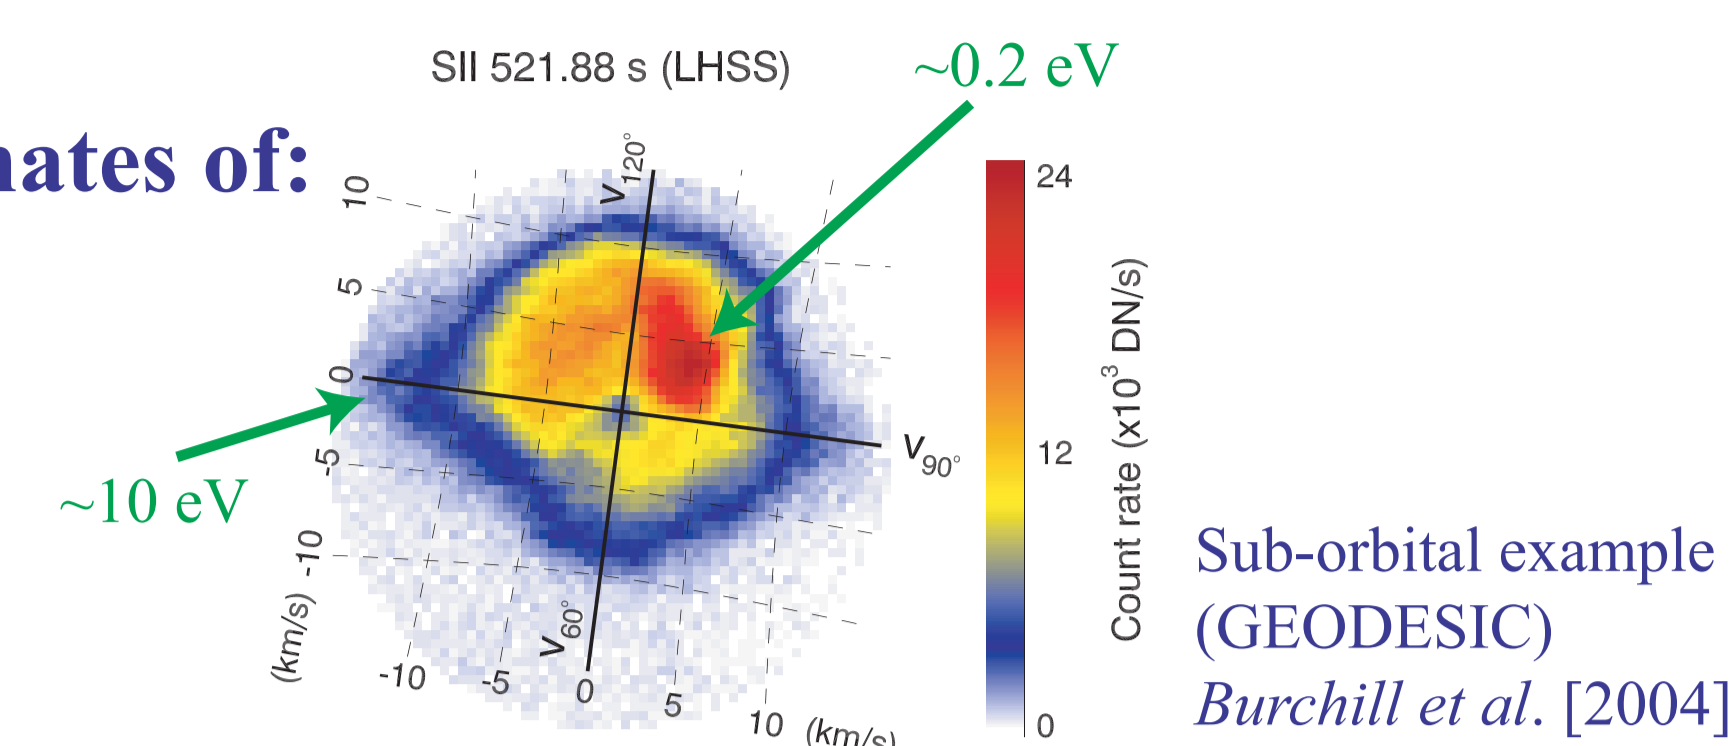 SII 521.88 s (LHSS)
~0.2 eV
of:
V120°
10
5
0
-5
-10
(km/s)
~10 eV
V90°
V60°
-10
-5
0
5
10
(km/s)
24
12
0
Count rate (x10³ DN/s)
Sub-orbital example
(GEODESIC)
Burchill et al. [2004]